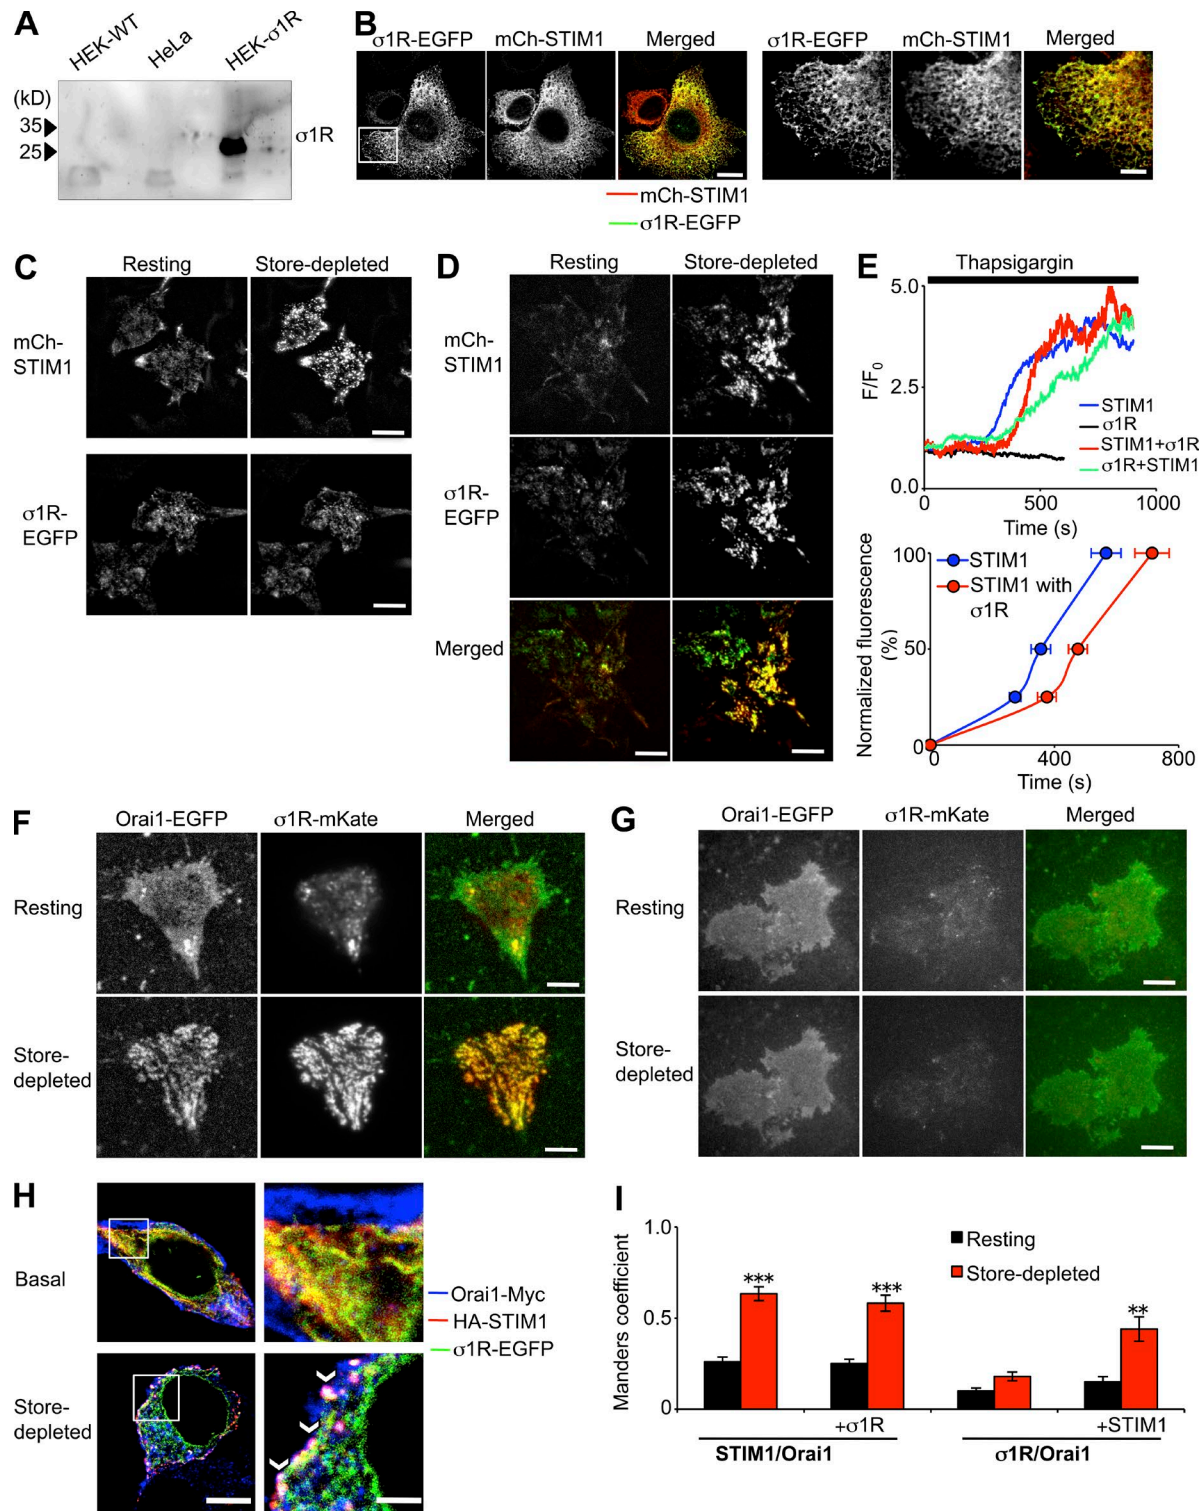 A
HEK-WT
HeLa
HEK-σ1R
(kD)
35
25
σ1R
B
σ1R-EGFP mCh-STIM1 Merged
σ1R-EGFP mCh-STIM1 Merged
mCh-STIM1
σ1R-EGFP
C
Resting Store-depleted
mCh-
STIM1
σ1R-
EGFP
D
Resting Store-depleted
mCh-
STIM1
σ1R-
EGFP
Merged
E
Thapsigargin
5.0
2.5
0.0
F/F0
STIM1
σ1R
STIM1+σ1R
σ1R+STIM1
0 500 1000
Time (s)
Normalized fluorescence
(%)
100
50
0
STIM1
STIM1 with
σ1R
0 400 800
Time (s)
F
Orai1-EGFP σ1R-mKate Merged
Resting
Store-
depleted
G
Orai1-EGFP σ1R-mKate Merged
Resting
Store-
depleted
H
Basal
Store-
depleted
Orai1-Myc
HA-STIM1
σ1R-EGFP
I
Manders coefficient
1.0
0.5
0
Resting
Store-depleted
*** *** **
+σ1R +STIM1
STIM1/Orai1 σ1R/Orai1